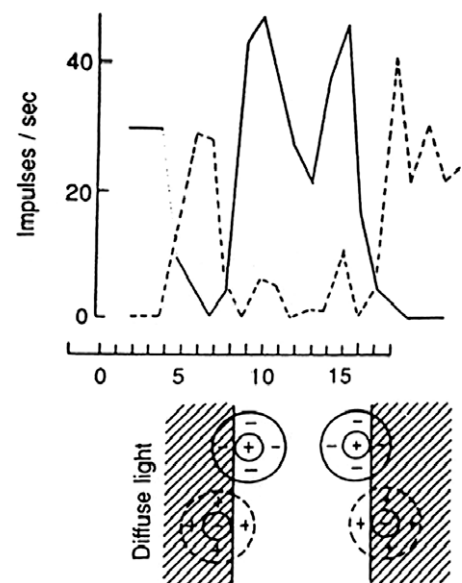 40
Impulses / sec
20
0
0 5 10 15
Diffuse light
- + - -
- + - -
+ +
+ +